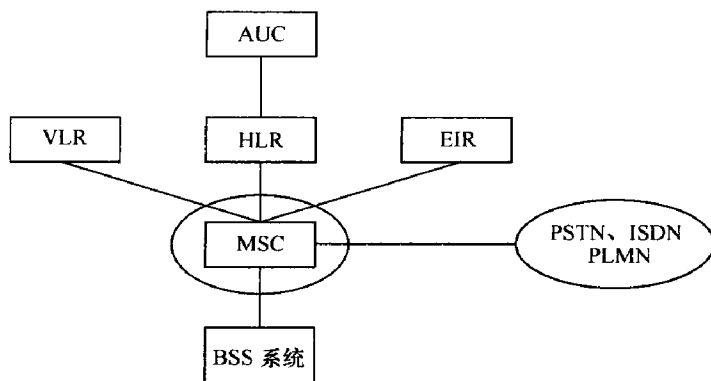 AUC
VLR
HLR
EIR
MSC
PSTN、ISDN
PLMN
BSS 系统